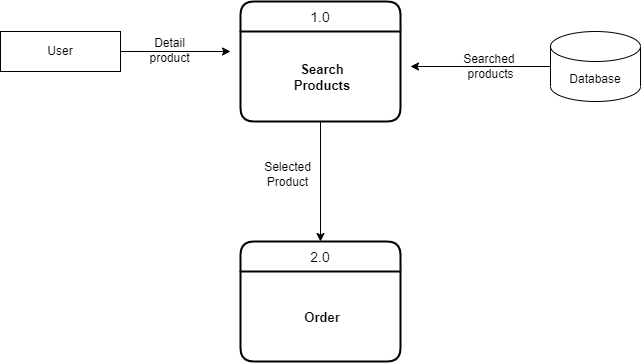 1.0
User
Detail
product
Search
Products
Searched
products
Database
Selected
Product
2.0
Order